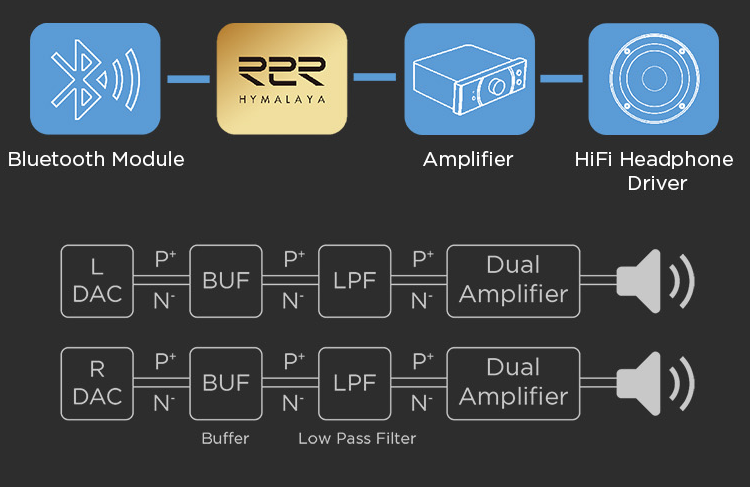 R2R
HYMALAYA
Bluetooth Module
Amplifier
HiFi Headphone
Driver
L
DAC
P+
N-
BUF
P+
N-
LPF
P+
N-
Dual
Amplifier
R
DAC
P+
N-
BUF
P+
N-
LPF
P+
N-
Dual
Amplifier
Buffer
Low Pass Filter